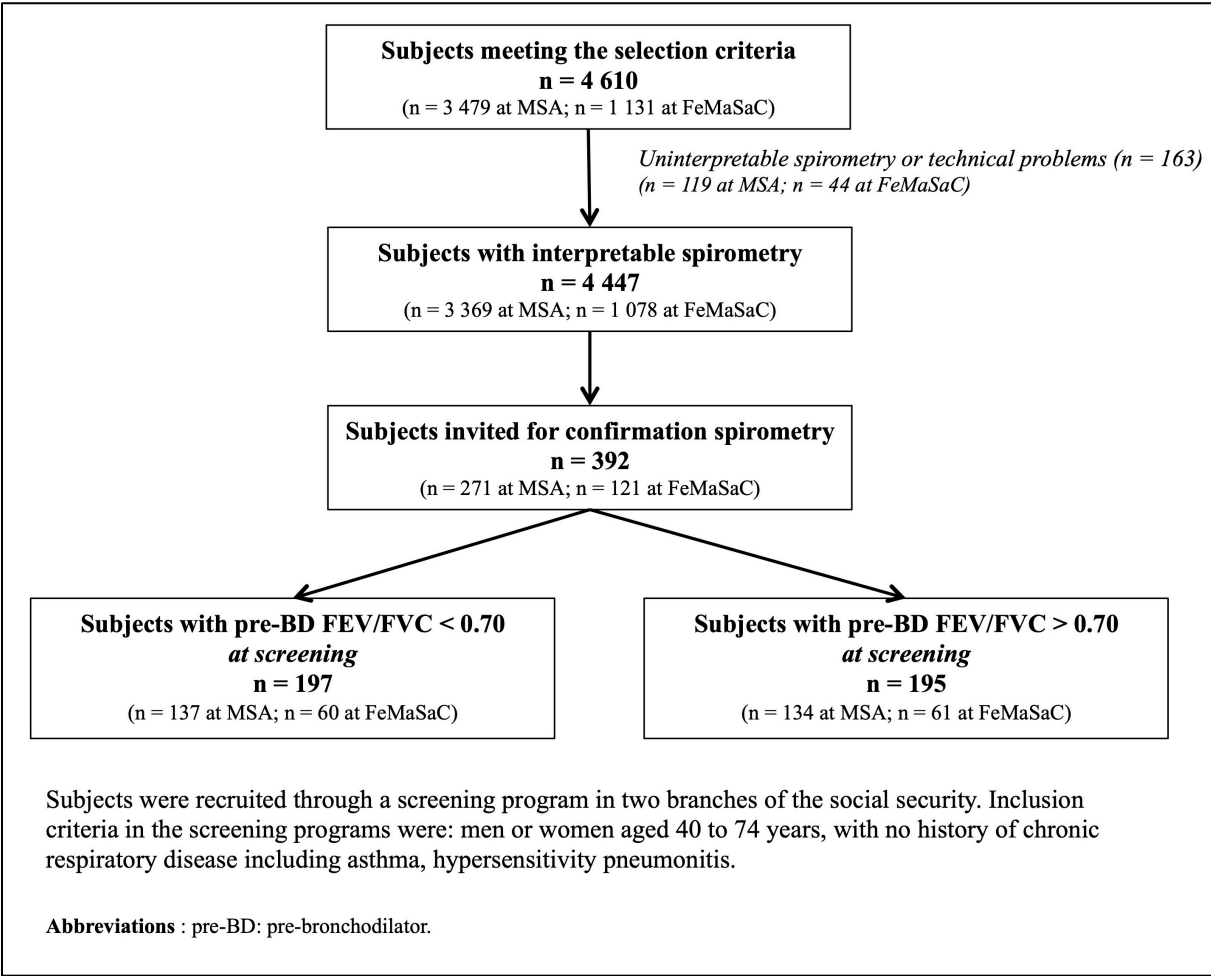 Subjects meeting the selection criteria
n = 4 610
(n = 3 479 at MSA; n = 1 131 at FeMaSaC)
Uninterpretable spirometry or technical problems (n = 163)
(n = 119 at MSA; n = 44 at FeMaSaC)
Subjects with interpretable spirometry
n = 4 447
(n = 3 369 at MSA; n = 1 078 at FeMaSaC)
Subjects invited for confirmation spirometry
n = 392
(n = 271 at MSA; n = 121 at FeMaSaC)
Subjects with pre-BD FEV/FVC < 0.70
at screening
n = 197
(n = 137 at MSA; n = 60 at FeMaSaC)
Subjects with pre-BD FEV/FVC > 0.70
at screening
n = 195
(n = 134 at MSA; n = 61 at FeMaSaC)
Subjects were recruited through a screening program in two branches of the social security. Inclusion
criteria in the screening programs were: men or women aged 40 to 74 years, with no history of chronic
respiratory disease including asthma, hypersensitivity pneumonitis.
Abbreviations : pre-BD: pre-bronchodilator.